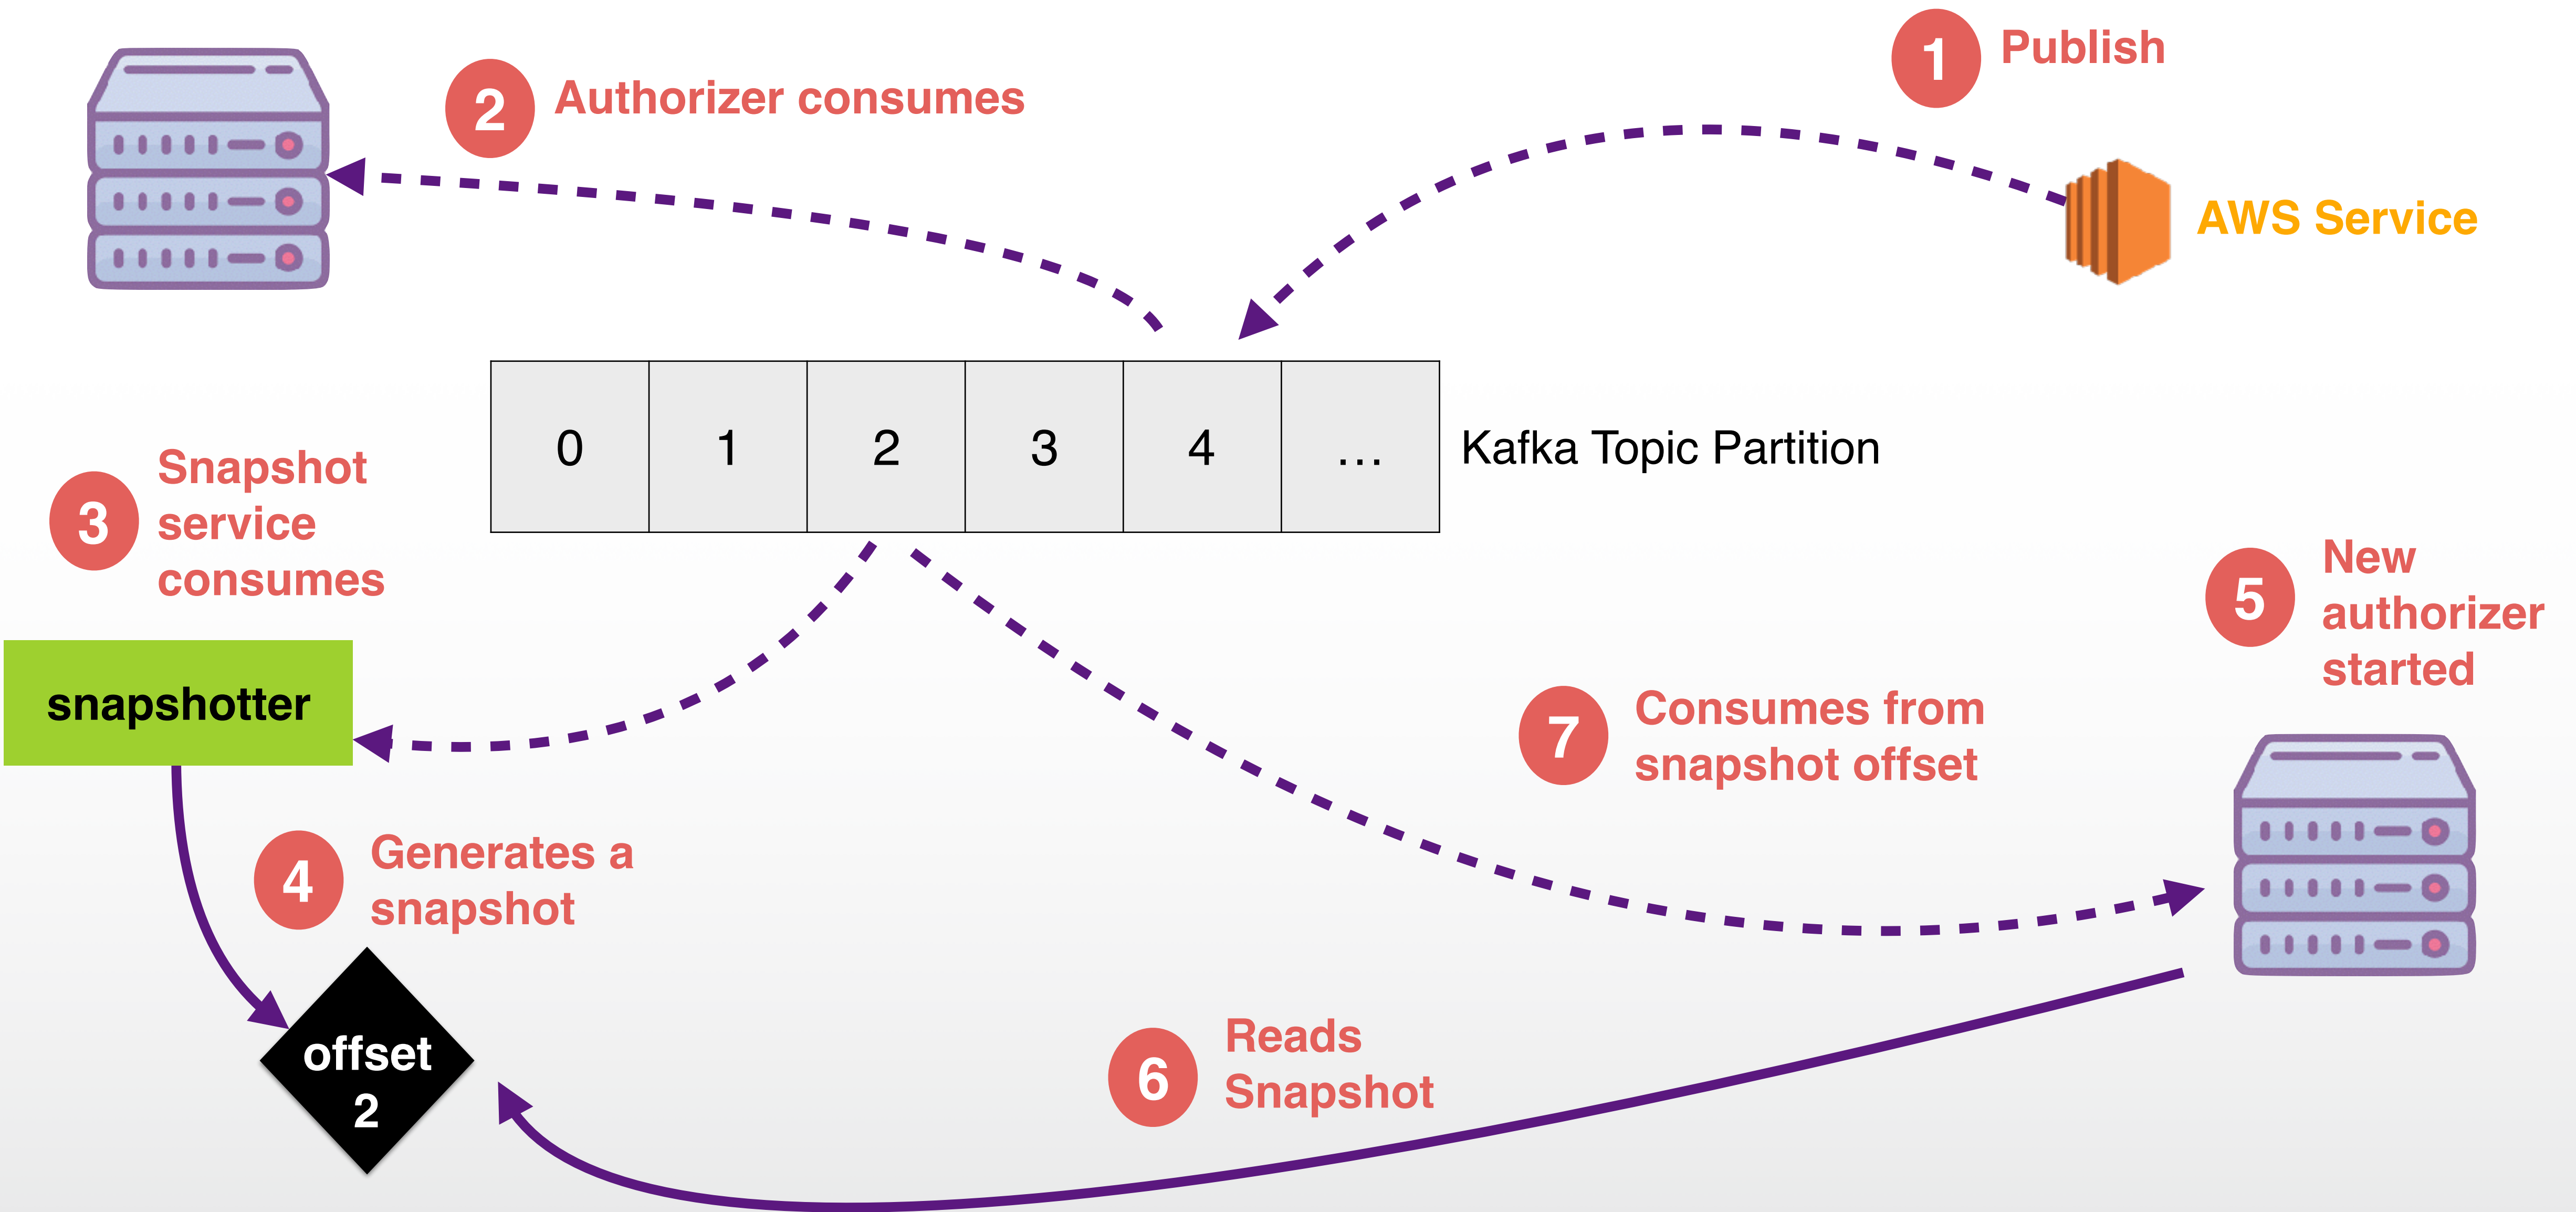 1
Publish
2
Authorizer consumes
AWS Service
0 1 2 3 4 ...
Kafka Topic Partition
3
Snapshot
service
consumes
snapshotter
4
Generates a
snapshot
offset
2
5
New
authorizer
started
6
Reads
Snapshot
7
Consumes from
snapshot offset